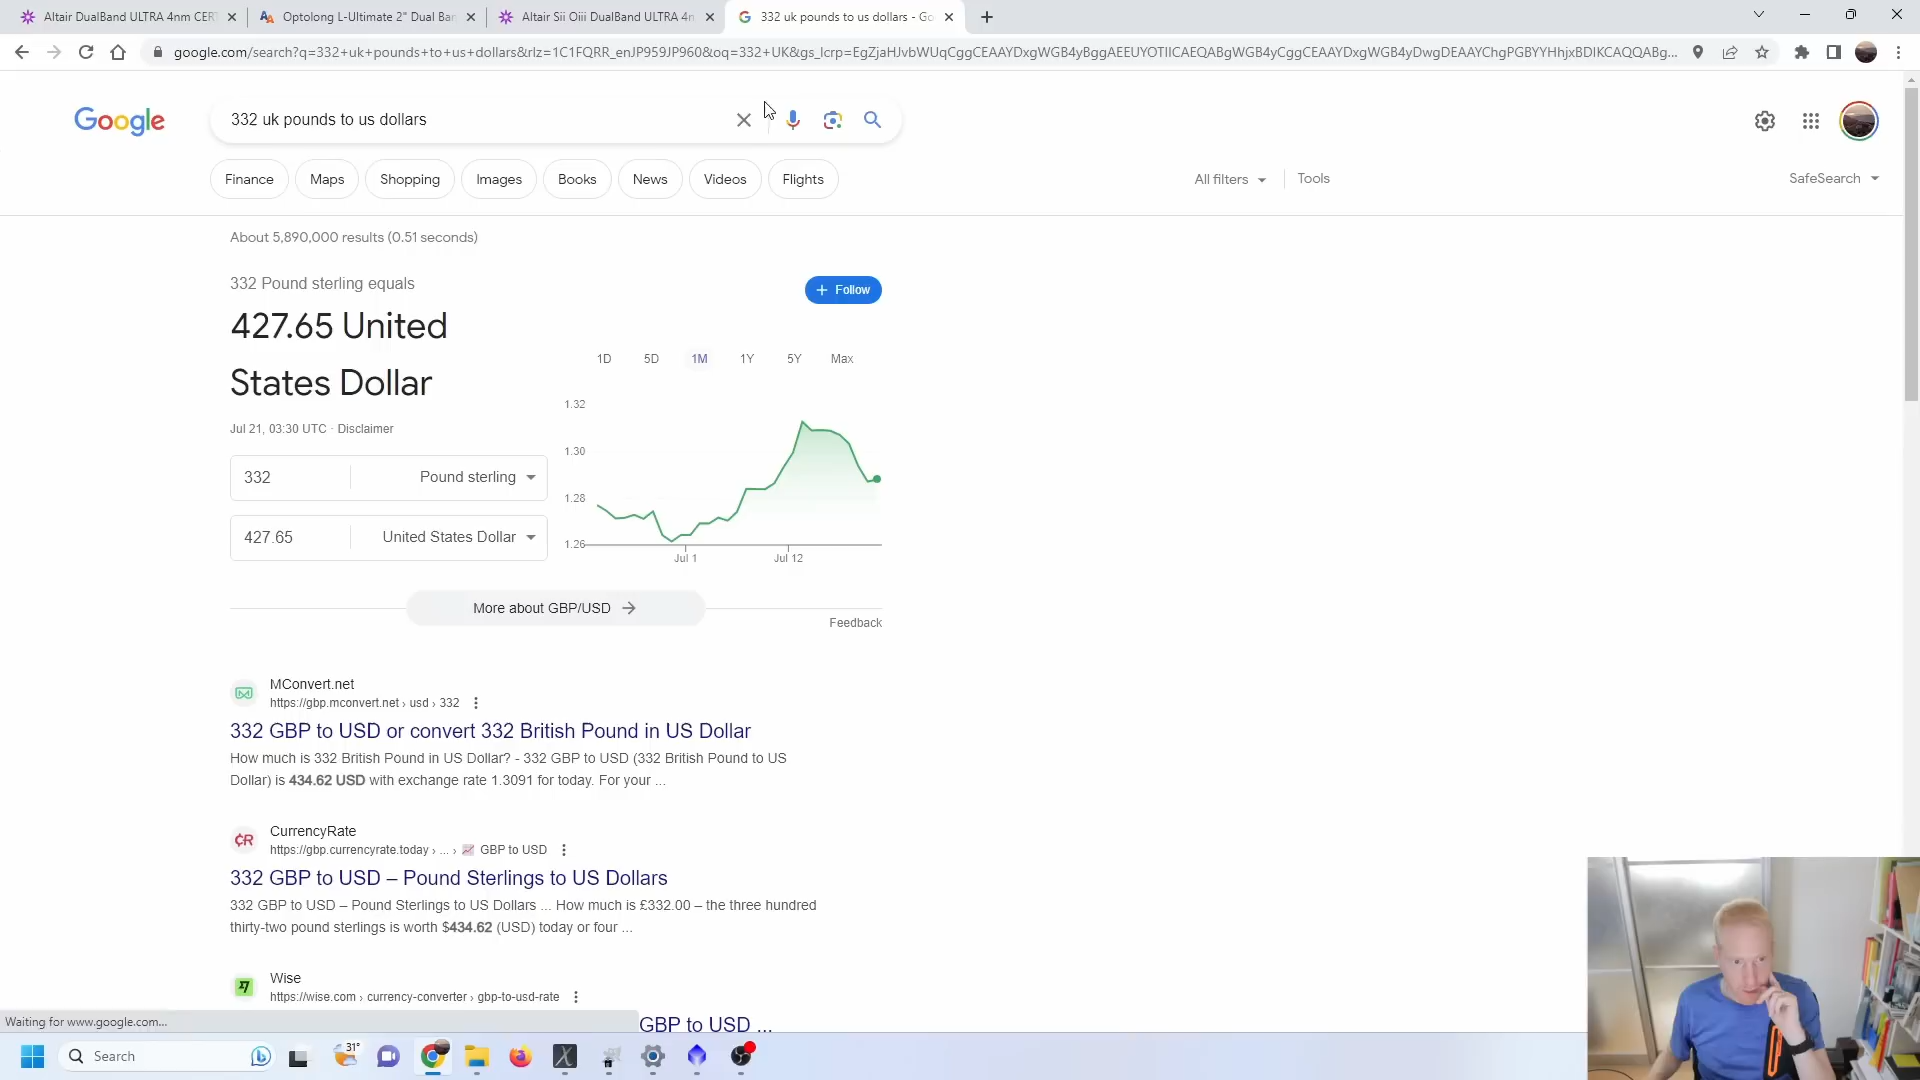 Altair DualBand ULTRA 4nm CER
Optolong L-Ultimate 2" Dual Ban
Altair Sii Oiii DualBand ULTRA 4n
332 uk pounds to us dollars - Go
google.com/search?q=332+uk+pounds+to+us+dollars&rlz=1C1FQRR_enJP959JP960&oq=332+UK&gs_lcrp=EgZjaHJvbWUqCggCEAAYDxgWGB4yBggAEEUYOTIICAEQABgWGB4yCggCEAAYDxgWGB4yDwgDEAAYChgPGBYYHhjxBDIKCAQQABg...
Google
332 uk pounds to us dollars
Finance
Maps
Shopping
Images
Books
News
Videos
Flights
All filters
Tools
SafeSearch
About 5,890,000 results (0.51 seconds)
332 Pound sterling equals
427.65 United
States Dollar
Jul 21, 03:30 UTC · Disclaimer
332
Pound sterling
427.65
United States Dollar
+ Follow
1D
5D
1M
1Y
5Y
Max
1.32
1.30
1.28
1.26
Jul 1
Jul 12
More about GBP/USD
Feedback
MConvert.net
https://gbp.mconvert.net › usd › 332
332 GBP to USD or convert 332 British Pound in US Dollar
How much is 332 British Pound in US Dollar? - 332 GBP to USD (332 British Pound to US
Dollar) is 434.62 USD with exchange rate 1.3091 for today. For your ...
¢R
CurrencyRate
https://gbp.currencyrate.today › ... › GBP to USD
332 GBP to USD – Pound Sterlings to US Dollars
332 GBP to USD – Pound Sterlings to US Dollars ... How much is £332.00 – the three hundred
thirty-two pound sterlings is worth $434.62 (USD) today or four ...
Wise
https://wise.com › currency-converter › gbp-to-usd-rate
GBP to USD ...
Waiting for www.google.com...
Search
31°